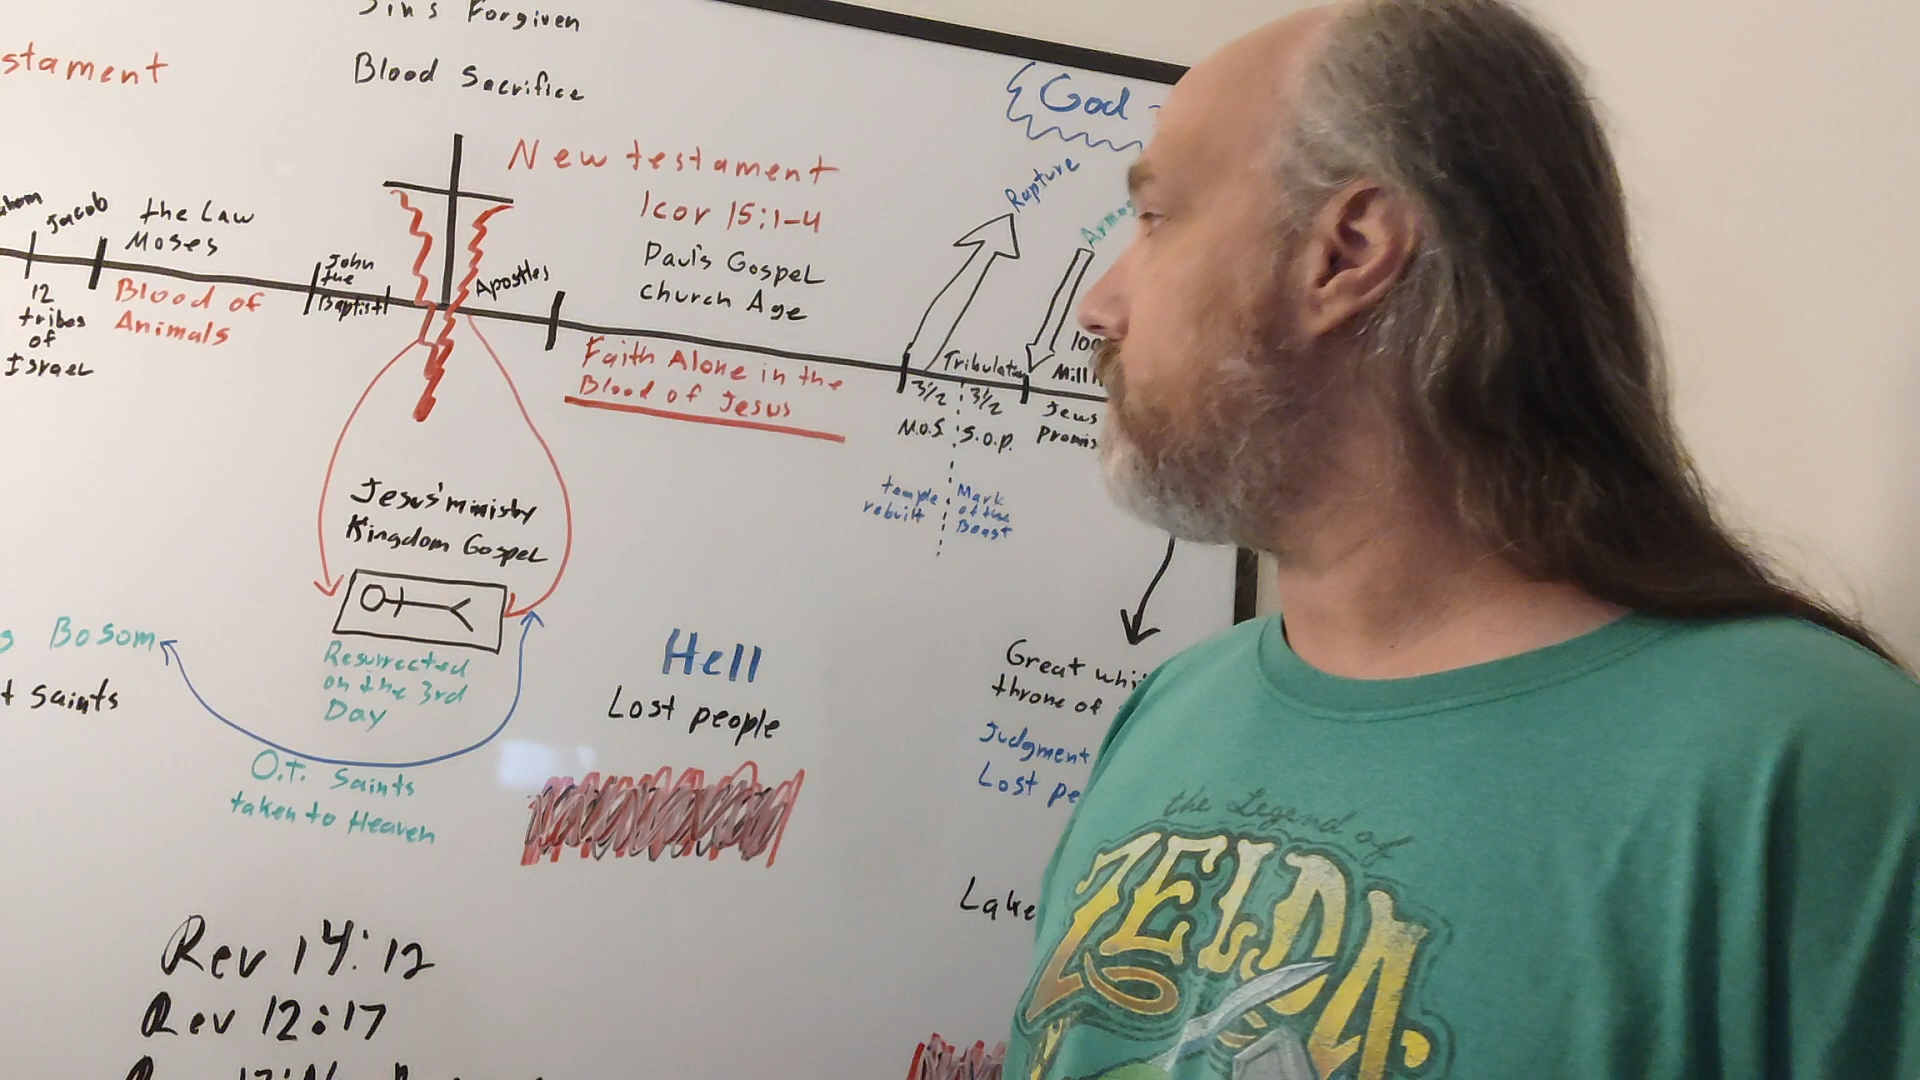 Sins Forgiven
Blood Sacrifice
stament
New testament
1cor 15:1-4
Paul's Gospel
church Age
God
Rapture
Jacob
the Law
Moses
12
tribes
of
Israel
Blood of
Animals
John
the
Baptist
Apostles
Faith Alone in the
Blood of Jesus
Tribulation
3½ 3½
M.O.S. S.O.P.
Jews
temple
rebuilt
Mark
of the
Beast
Jesus' ministry
Kingdom Gospel
Resurrected
on the 3rd
Day
s Bosom
t Saints
O.T. Saints
taken to Heaven
Hell
Lost people
Great whi
throne of
Judgment
Lost pe
Lake
Rev 14:12
Rev 12:17
the Legend of
ZELDA